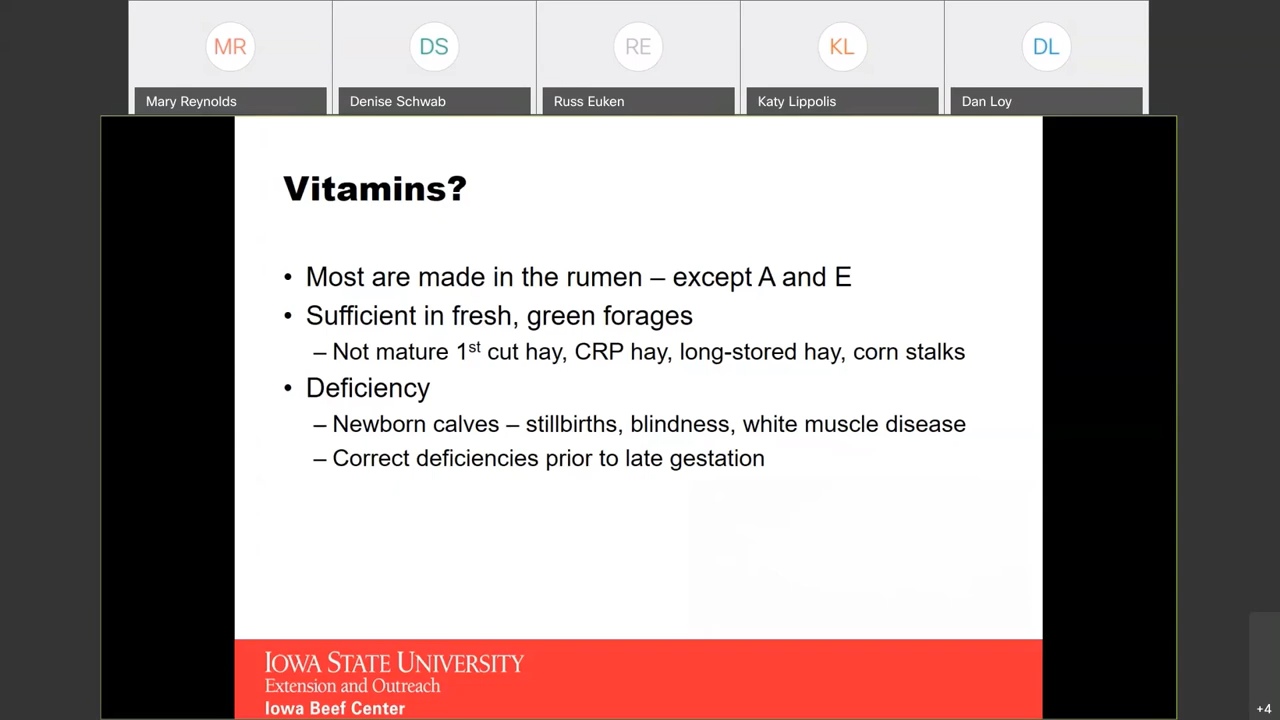 MR DS RE KL DL
Mary Reynolds Denise Schwab Russ Euken Katy Lippolis Dan Loy
Vitamins?
• Most are made in the rumen – except A and E
• Sufficient in fresh, green forages
– Not mature 1st cut hay, CRP hay, long-stored hay, corn stalks
• Deficiency
– Newborn calves – stillbirths, blindness, white muscle disease
– Correct deficiencies prior to late gestation
IOWA STATE UNIVERSITY
Extension and Outreach
Iowa Beef Center
+4